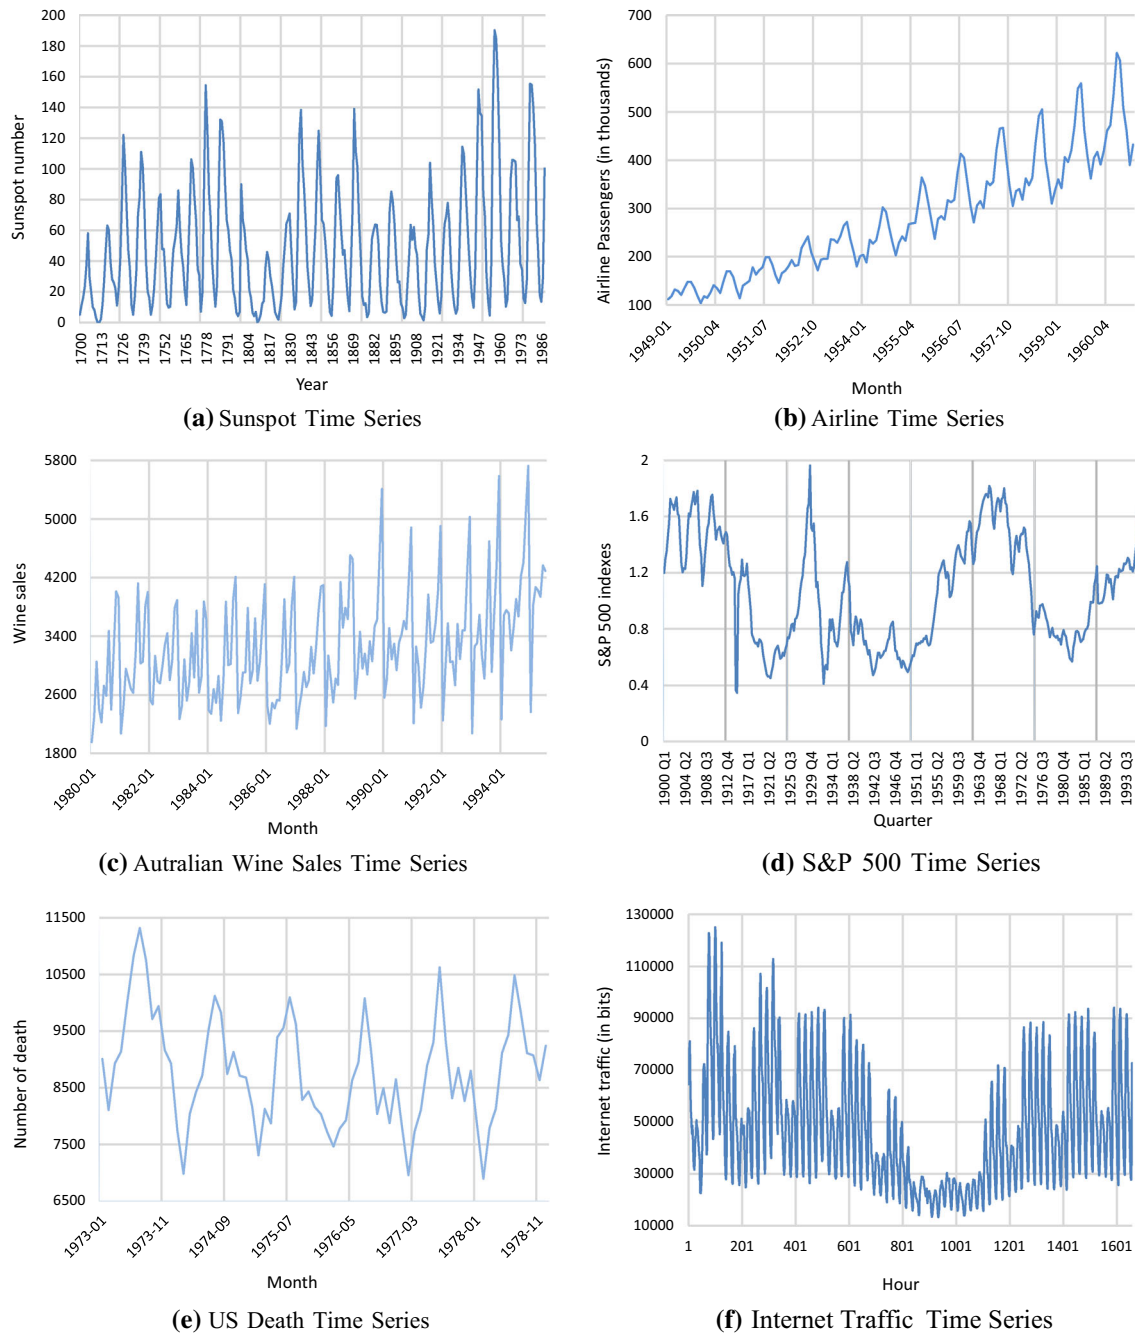 200
180
160
140
120
100
80
60
40
20
0
Sunspot number
1700
1713
1726
1739
1752
1765
1778
1791
1804
1817
1830
1843
1856
1869
1882
1895
1908
1921
1934
1947
1960
1973
1986
Year
(a) Sunspot Time Series
700
600
500
400
300
200
100
Airline Passengers (in thousands)
1949-01
1950-04
1951-07
1952-10
1954-01
1955-04
1956-07
1957-10
1959-01
1960-04
Month
(b) Airline Time Series
5800
5000
4200
3400
2600
1800
Wine sales
1980-01
1982-01
1984-01
1986-01
1988-01
1990-01
1992-01
1994-01
Month
(c) Autralian Wine Sales Time Series
2
1.6
1.2
0.8
0.4
0
S&P 500 indexes
1900 Q1
1904 Q2
1908 Q3
1912 Q4
1917 Q1
1921 Q2
1925 Q3
1929 Q4
1934 Q1
1938 Q2
1942 Q3
1946 Q4
1951 Q1
1955 Q2
1959 Q3
1963 Q4
1968 Q1
1972 Q2
1976 Q3
1980 Q4
1985 Q1
1989 Q2
1993 Q3
Quarter
(d) S&P 500 Time Series
11500
10500
9500
8500
7500
6500
Number of death
1973-01
1973-11
1974-09
1975-07
1976-05
1977-03
1978-01
1978-11
Month
(e) US Death Time Series
130000
110000
90000
70000
50000
30000
10000
Internet traffic (in bits)
1
201
401
601
801
1001
1201
1401
1601
Hour
(f) Internet Traffic Time Series